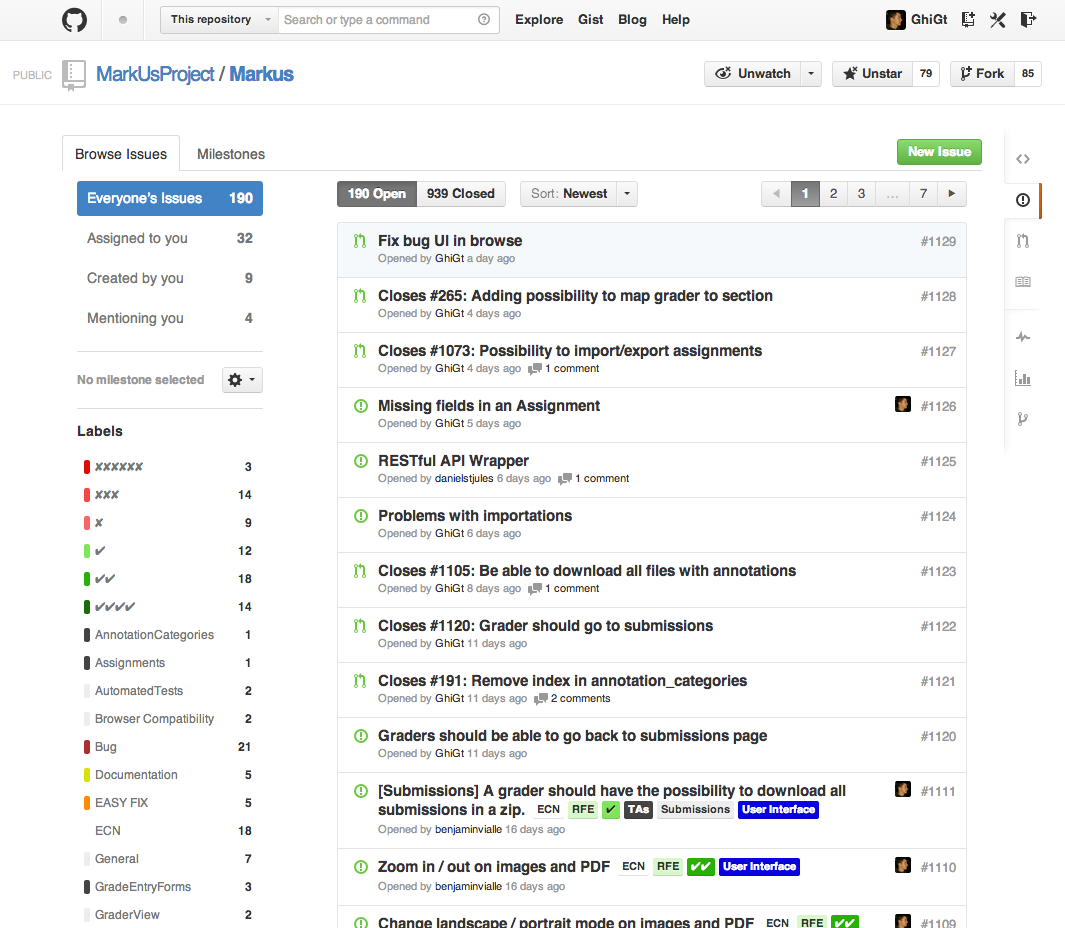 This repository
Search or type a command
Explore Gist Blog Help
GhiGt
PUBLIC
MarkUsProject / Markus
Unwatch
Unstar 79
Fork 85
Browse Issues
Milestones
New Issue
Everyone's Issues 190
Assigned to you 32
Created by you 9
Mentioning you 4
No milestone selected
Labels
✘✘✘✘✘✘ 3
✘✘✘ 14
✘ 9
✔ 12
✔✔ 18
✔✔✔✔ 14
AnnotationCategories 1
Assignments 1
AutomatedTests 2
Browser Compatibility 2
Bug 21
Documentation 5
EASY FIX 5
ECN 18
General 7
GradeEntryForms 3
GraderView 2
190 Open 939 Closed
Sort: Newest
1 2 3 ... 7
Fix bug UI in browse #1129
Opened by GhiGt a day ago
Closes #265: Adding possibility to map grader to section #1128
Opened by GhiGt 4 days ago
Closes #1073: Possibility to import/export assignments #1127
Opened by GhiGt 4 days ago 1 comment
Missing fields in an Assignment #1126
Opened by GhiGt 5 days ago
RESTful API Wrapper #1125
Opened by danielstjules 6 days ago 1 comment
Problems with importations #1124
Opened by GhiGt 6 days ago
Closes #1105: Be able to download all files with annotations #1123
Opened by GhiGt 8 days ago 1 comment
Closes #1120: Grader should go to submissions #1122
Opened by GhiGt 11 days ago
Closes #191: Remove index in annotation_categories #1121
Opened by GhiGt 11 days ago 2 comments
Graders should be able to go back to submissions page #1120
Opened by GhiGt 11 days ago
[Submissions] A grader should have the possibility to download all #1111
submissions in a zip. ECN RFE ✔ TAs Submissions User Interface
Opened by benjaminvialle 16 days ago
Zoom in / out on images and PDF ECN RFE ✔✔ User Interface #1110
Opened by benjaminvialle 16 days ago
Change landscape / portrait mode on images and PDF ECN RFE ✔✔ #1109